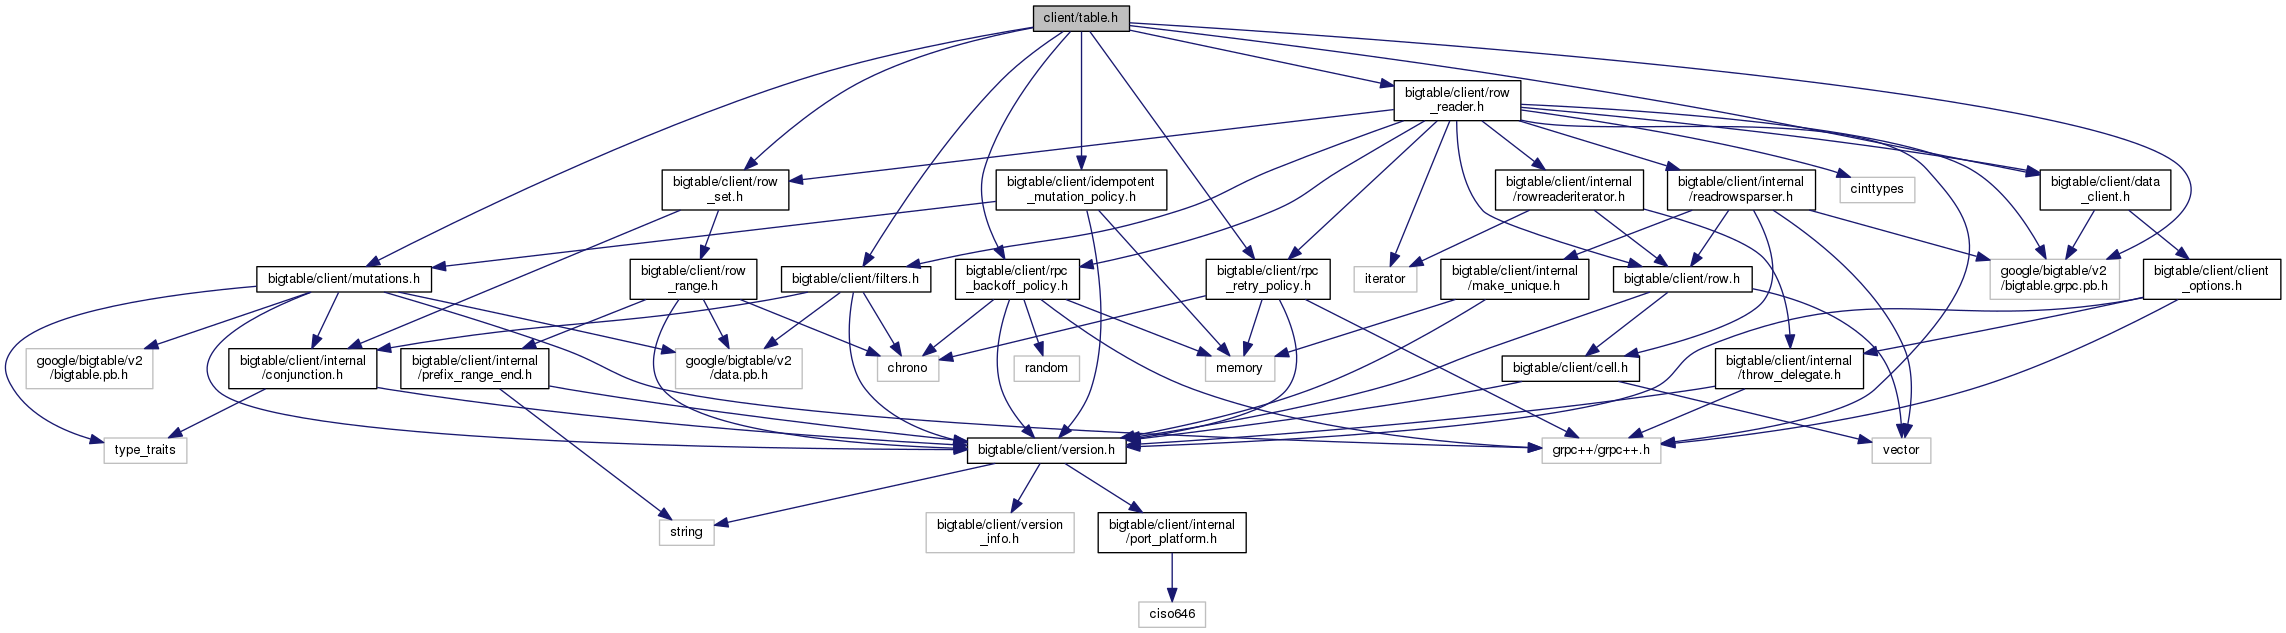 client/table.h
bigtable/client/row
_reader.h
bigtable/client/row
_set.h
bigtable/client/idempotent
_mutation_policy.h
bigtable/client/internal
/rowreaderiterator.h
bigtable/client/internal
/readrowsparser.h
cinttypes
bigtable/client/data
_client.h
bigtable/client/mutations.h
bigtable/client/row
_range.h
bigtable/client/filters.h
bigtable/client/rpc
_backoff_policy.h
bigtable/client/rpc
_retry_policy.h
iterator
bigtable/client/internal
/make_unique.h
bigtable/client/row.h
google/bigtable/v2
/bigtable.grpc.pb.h
bigtable/client/client
_options.h
google/bigtable/v2
/bigtable.pb.h
bigtable/client/internal
/conjunction.h
bigtable/client/internal
/prefix_range_end.h
google/bigtable/v2
/data.pb.h
chrono
random
memory
bigtable/client/cell.h
bigtable/client/internal
/throw_delegate.h
type_traits
bigtable/client/version.h
grpc++/grpc++.h
vector
string
bigtable/client/version
_info.h
bigtable/client/internal
/port_platform.h
ciso646